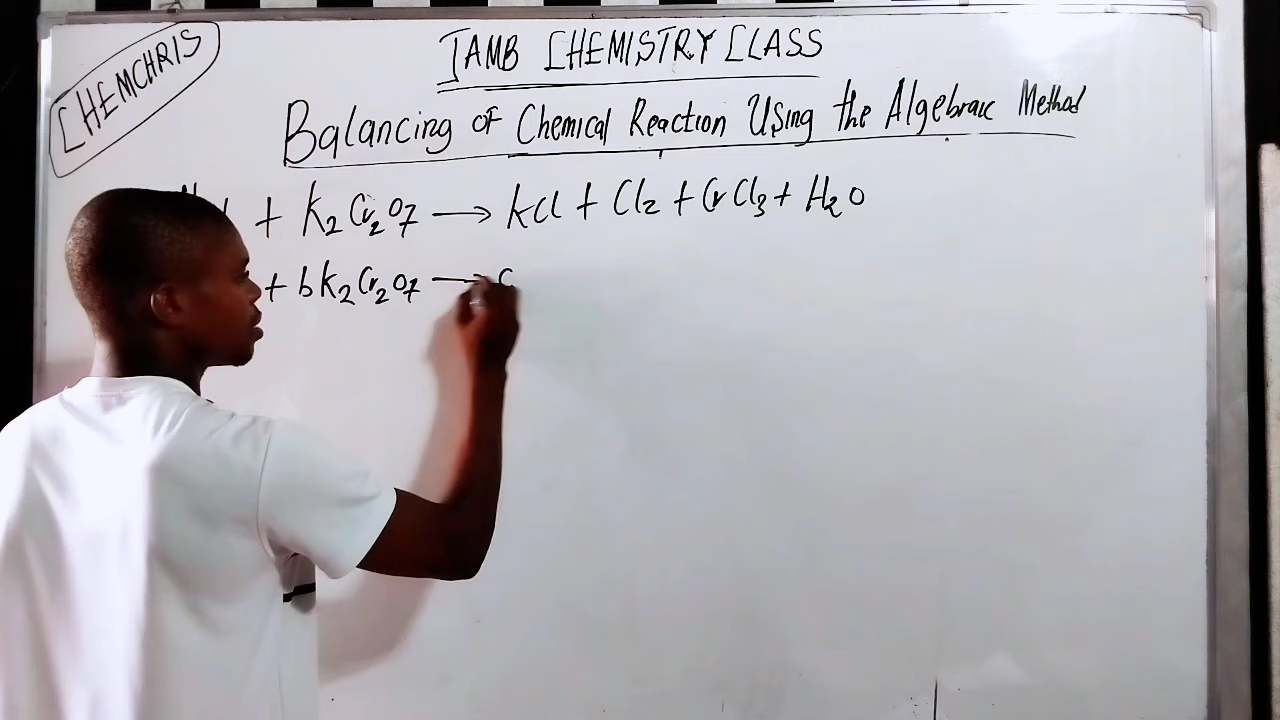 CHEMCHRIS
JAMB CHEMISTRY CLASS
Balancing of Chemical Reaction Using the Algebraic Method
+ K₂Cr₂O₇ → KCl + Cl₂ + CrCl₃ + H₂O
+ bK₂Cr₂O₇ → c